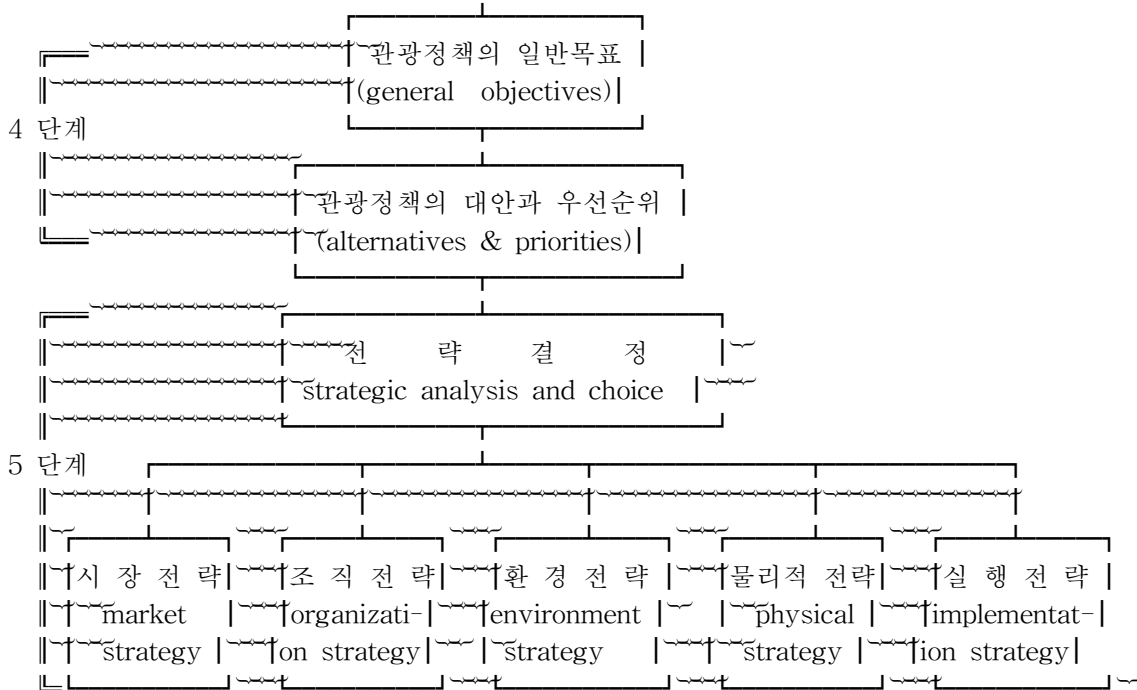 관광정책의 일반목표
(general objectives)
4 단계
관광정책의 대안과 우선순위
(alternatives & priorities)
전 략 결 정
strategic analysis and choice
5 단계
시 장 전 략 조 직 전 략 환 경 전 략 물리적 전략 실 행 전 략
market organizati- environment physical implementat-
strategy on strategy strategy strategy ion strategy